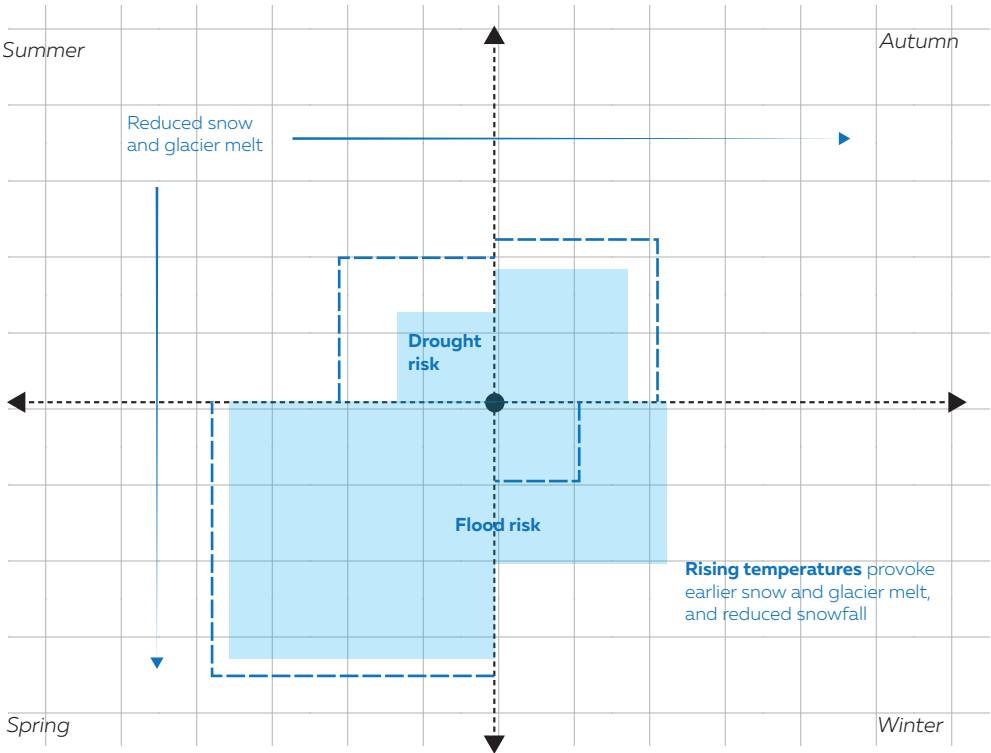 Summer
Autumn
Reduced snow
and glacier melt
Drought
risk
Flood risk
Rising temperatures provoke
earlier snow and glacier melt,
and reduced snowfall
Spring
Winter